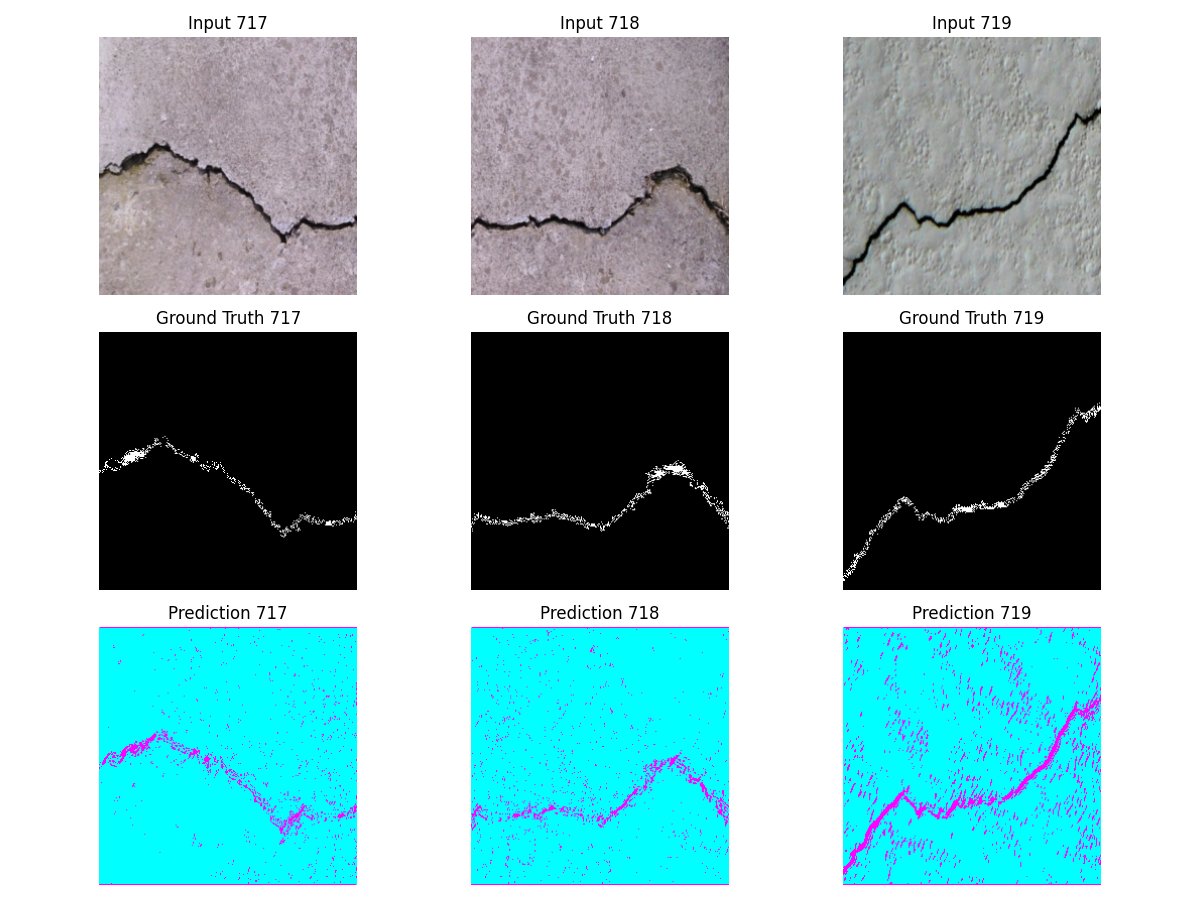 Input 717
Input 718
Input 719
Ground Truth 717
Ground Truth 718
Ground Truth 719
Prediction 717
Prediction 718
Prediction 719